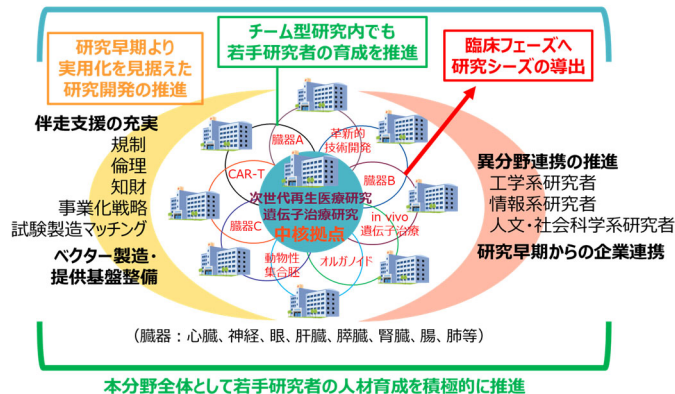 研究早期より
実用化を見据えた
研究開発の推進
チーム型研究内でも
若手研究者の育成を推進
臨床フェーズへ
研究シーズの導出
伴走支援の充実
規制
倫理
知財
事業化戦略
試験製造マッチング
ベクター製造・
提供基盤整備
臓器A
革新的
技術開発
CAR-T
臓器B
次世代再生医療研究
遺伝子治療研究
中核拠点
in vivo
遺伝子治療
臓器C
動物性
集合胚
オルガノイド
異分野連携の推進
工学系研究者
情報系研究者
人文・社会科学系研究者
研究早期からの企業連携
（臓器：心臓、神経、眼、肝臓、膵臓、腎臓、腸、肺等）
本分野全体として若手研究者の人材育成を積極的に推進